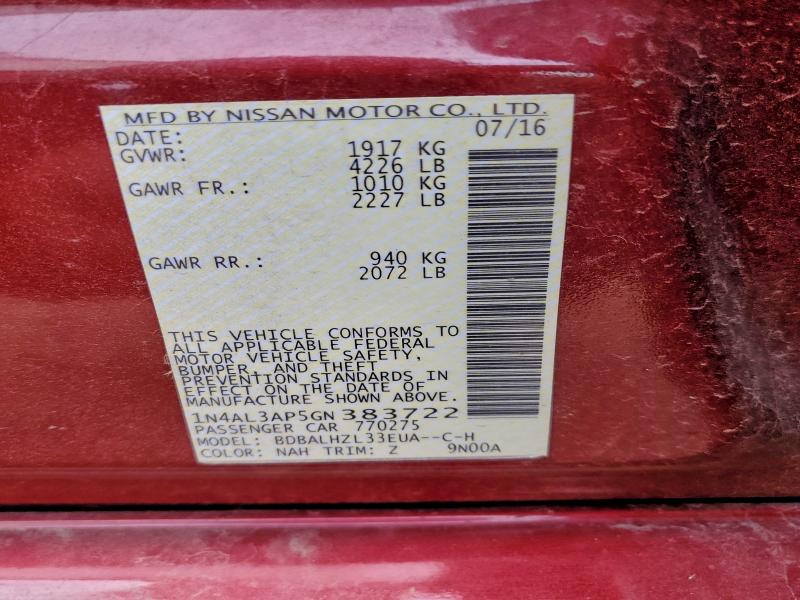 MFD BY NISSAN MOTOR CO., LTD.
DATE: 07/16
GVWR: 1917 KG
4226 LB
GAWR FR.: 1010 KG
2227 LB
GAWR RR.: 940 KG
2072 LB
THIS VEHICLE CONFORMS TO
ALL APPLICABLE FEDERAL
MOTOR VEHICLE SAFETY,
BUMPER, AND THEFT
PREVENTION STANDARDS IN
EFFECT ON THE DATE OF
MANUFACTURE SHOWN ABOVE.
1N4AL3AP5GN 383722
PASSENGER CAR 770275
MODEL: BDBALHZL33EUA--C-H
COLOR: NAH TRIM: Z 9N00A